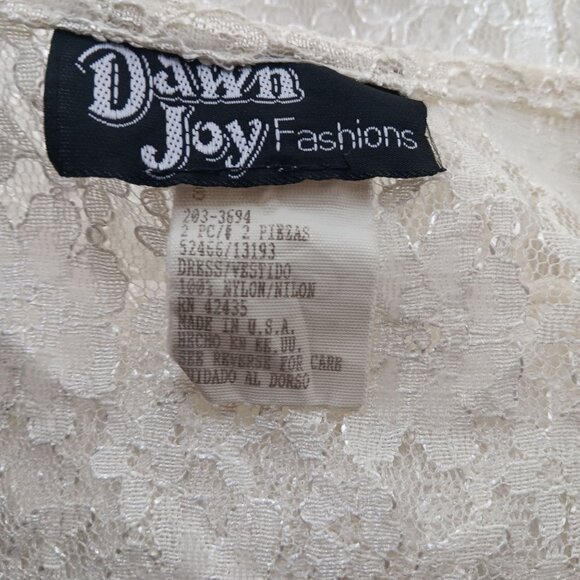 Dawn
Joy Fashions
203-3694
2 PC/# 2 PIEZAS
52466/13193
DRESS/VESTIDO
100% NYLON/NILON
RN 42435
MADE IN U.S.A.
HECHO EN EE.UU.
SEE REVERSE FOR CARE
CUIDADO AL DORSO